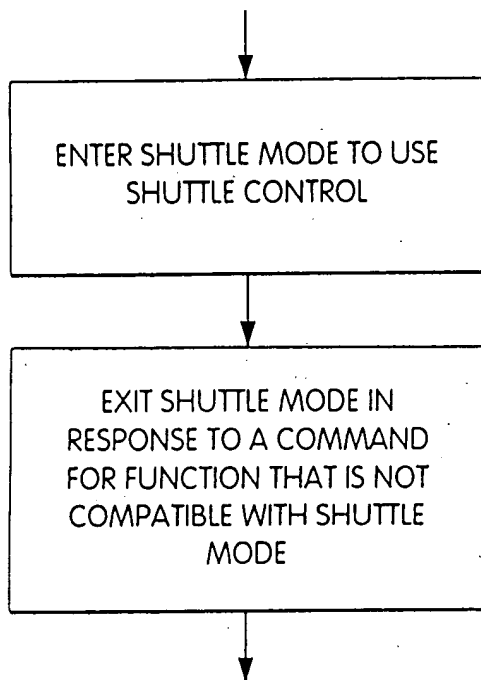 ENTER SHUTTLE MODE TO USE
SHUTTLE CONTROL
EXIT SHUTTLE MODE IN
RESPONSE TO A COMMAND
FOR FUNCTION THAT IS NOT
COMPATIBLE WITH SHUTTLE
MODE